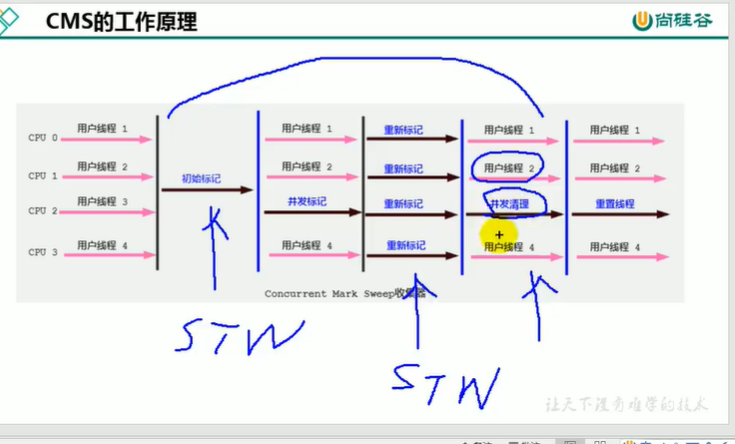 CMS的工作原理
尚硅谷
用户线程 1 用户线程 1 重新标记 用户线程 1 用户线程 1
CPU 0
用户线程 2 初始标记 用户线程 2 重新标记 用户线程 2 用户线程 2
CPU 1
用户线程 3 并发标记 重新标记 并发清理 重置线程
CPU 2
用户线程 4 用户线程 4 重新标记 用户线程 4 用户线程 4
CPU 3
Concurrent Mark Sweep收集器
STW
STW
让天下没有难学的技术